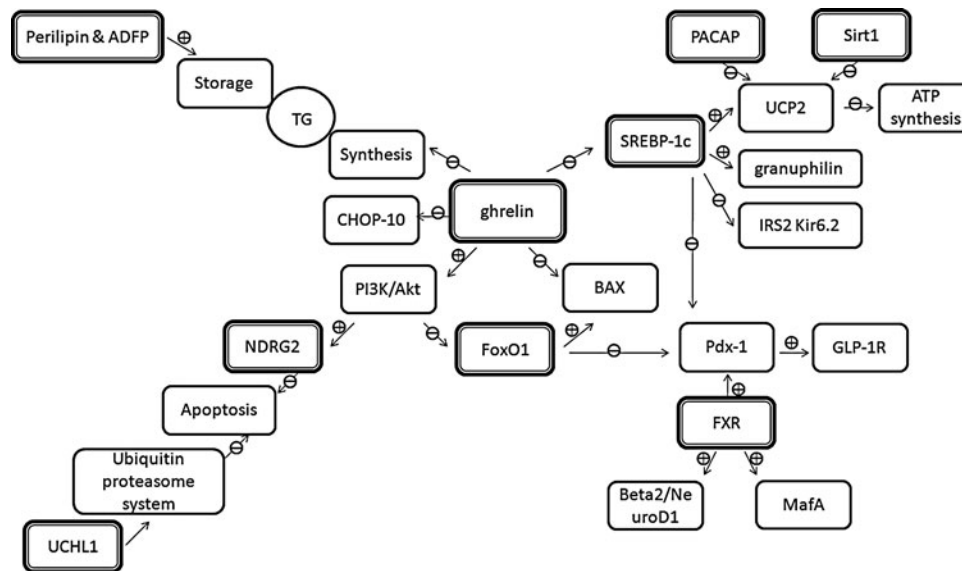 Perilipin & ADFP
⊕
PACAP
Sirt1
Storage
⊖
⊖
TG
UCP2
⊖
ATP
synthesis
Synthesis
⊖
⊖
SREBP-1c
⊕
⊕
granuphilin
CHOP-10
⊖
ghrelin
⊖
IRS2 Kir6.2
⊕
⊖
⊖
PI3K/Akt
BAX
NDRG2
⊕
⊖
FoxO1
⊕
⊖
Pdx-1
⊕
GLP-1R
⊖
⊕
Apoptosis
FXR
⊖
⊕
⊕
Ubiquitin
proteasome
system
Beta2/Ne
uroD1
MafA
UCHL1